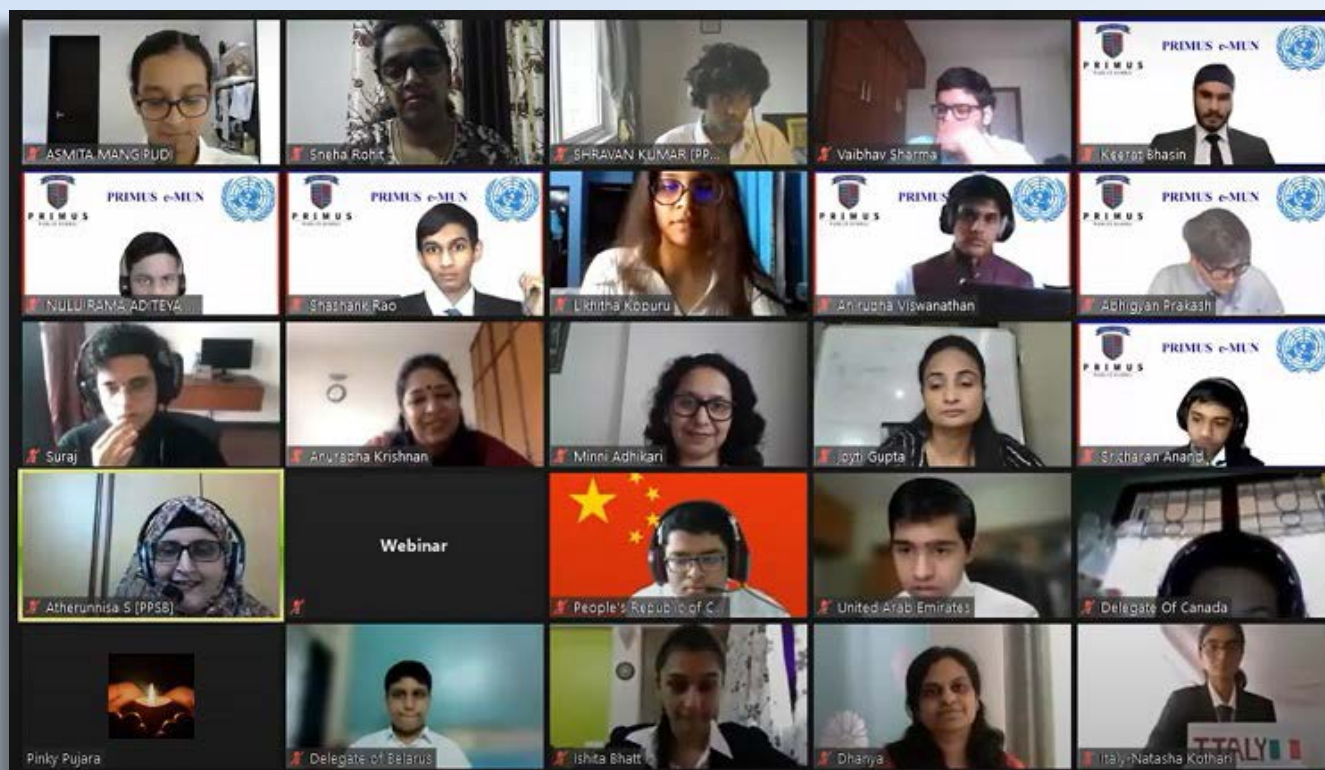 ASMITA MANGIPUDI
Sneha Rohit
SHRAVAN KUMAR [PP...
Vaibhav Sharma
PRIMUS
PRIMUS e-MUN
Keerat Bhasin
PRIMUS
PRIMUS e-MUN
NULU RAMA ADITEYA ...
PRIMUS
PRIMUS e-MUN
Shashank Rao
Likhitha Kopuru
PRIMUS
PRIMUS
Anirudha Viswanathan
PRIMUS
PRIMUS e-MUN
Abhigyan Prakash
Suraj
Anuradha Krishnan
Minni Adhikari
Joyti Gupta
PRIMUS
PRIMUS e-MUN
Sricharan Anand
Atherunnisa S [PPSB]
Webinar
People's Republic of C...
United Arab Emirates
Delegate Of Canada
Pinky Pujara
Delegate of Belarus
Ishita Bhatt
Dhanya
ITALY
Italy-Natasha Kothari